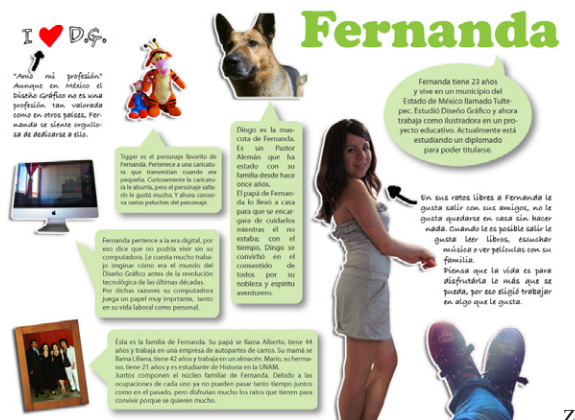 I ❤ D.G.
Fernanda
"Amo mi profesión"
Aunque en México el
Diseño Gráfico no es una
profesión tan valorada
como en otros países, Fer-
nanda se siente orgullo-
sa de dedicarse a ello.
Fernanda tiene 23 años
y vive en un municipio del
Estado de México llamado Tulte-
pec. Estudió Diseño Gráfico y ahora
trabaja como ilustradora en un pro-
yecto educativo. Actualmente está
estudiando un diplomado
para poder titularse.
Tigger es el personaje favorito de
Fernanda. Pertenece a una caricatu-
ra que transmitían cuando era
pequeña. Curiosamente la caricatu-
ra le aburría, pero el personaje salta-
rín le gustó mucho. Y ahora conser-
va varios peluches del personaje.
Dingo es la mas-
cota de Fernanda.
Es un Pastor
Alemán que ha
estado con su
familia desde hace
once años.
El papá de Fernan-
da lo llevó a casa
para que se encar-
gara de cuidarlos
mientras él no
estaba; con el
tiempo, Dingo se
convirtió en el
consentido de
todos por su
nobleza y espíritu
aventurero.
En sus ratos libres a Fernanda le
gusta salir con sus amigos, no le
gusta quedarse en casa sin hacer
nada. Cuando le es posible salir le
gusta leer libros, escuchar
música o ver películas con su
familia.
Piensa que la vida es para
disfrutarla lo más que se
pueda, por eso eligió trabajar
en algo que le gusta.
Fernanda pertenece a la era digital, por
eso dice que no podría vivir sin su
computadora. Le cuesta mucho traba-
jo imginar cómo era el mundo del
Diseño Gráfico antes de la revolución
tecnológica de las últimas décadas.
Por dichas razones su computadora
juega un papel muy imprtante, tanto
en su vida laboral como personal.
Esta es la familia de Fernanda. Su papá se llama Alberto, tiene 44
años y trabaja en una empresa de autopartes de carros. Su mamá se
llama Liliana, tiene 42 años y trabaja en un almacén. Mario, su herma-
no, tiene 21 años y es estudiante de Historia en la UNAM.
Juntos componen el núcleo familiar de Fernanda. Debido a las
ocupaciones de cada uno ya no pueden pasar tanto tiempo juntos
como en el pasado, pero disfrutan mucho los ratos que tienen para
convivir porque se quieren mucho.
Z